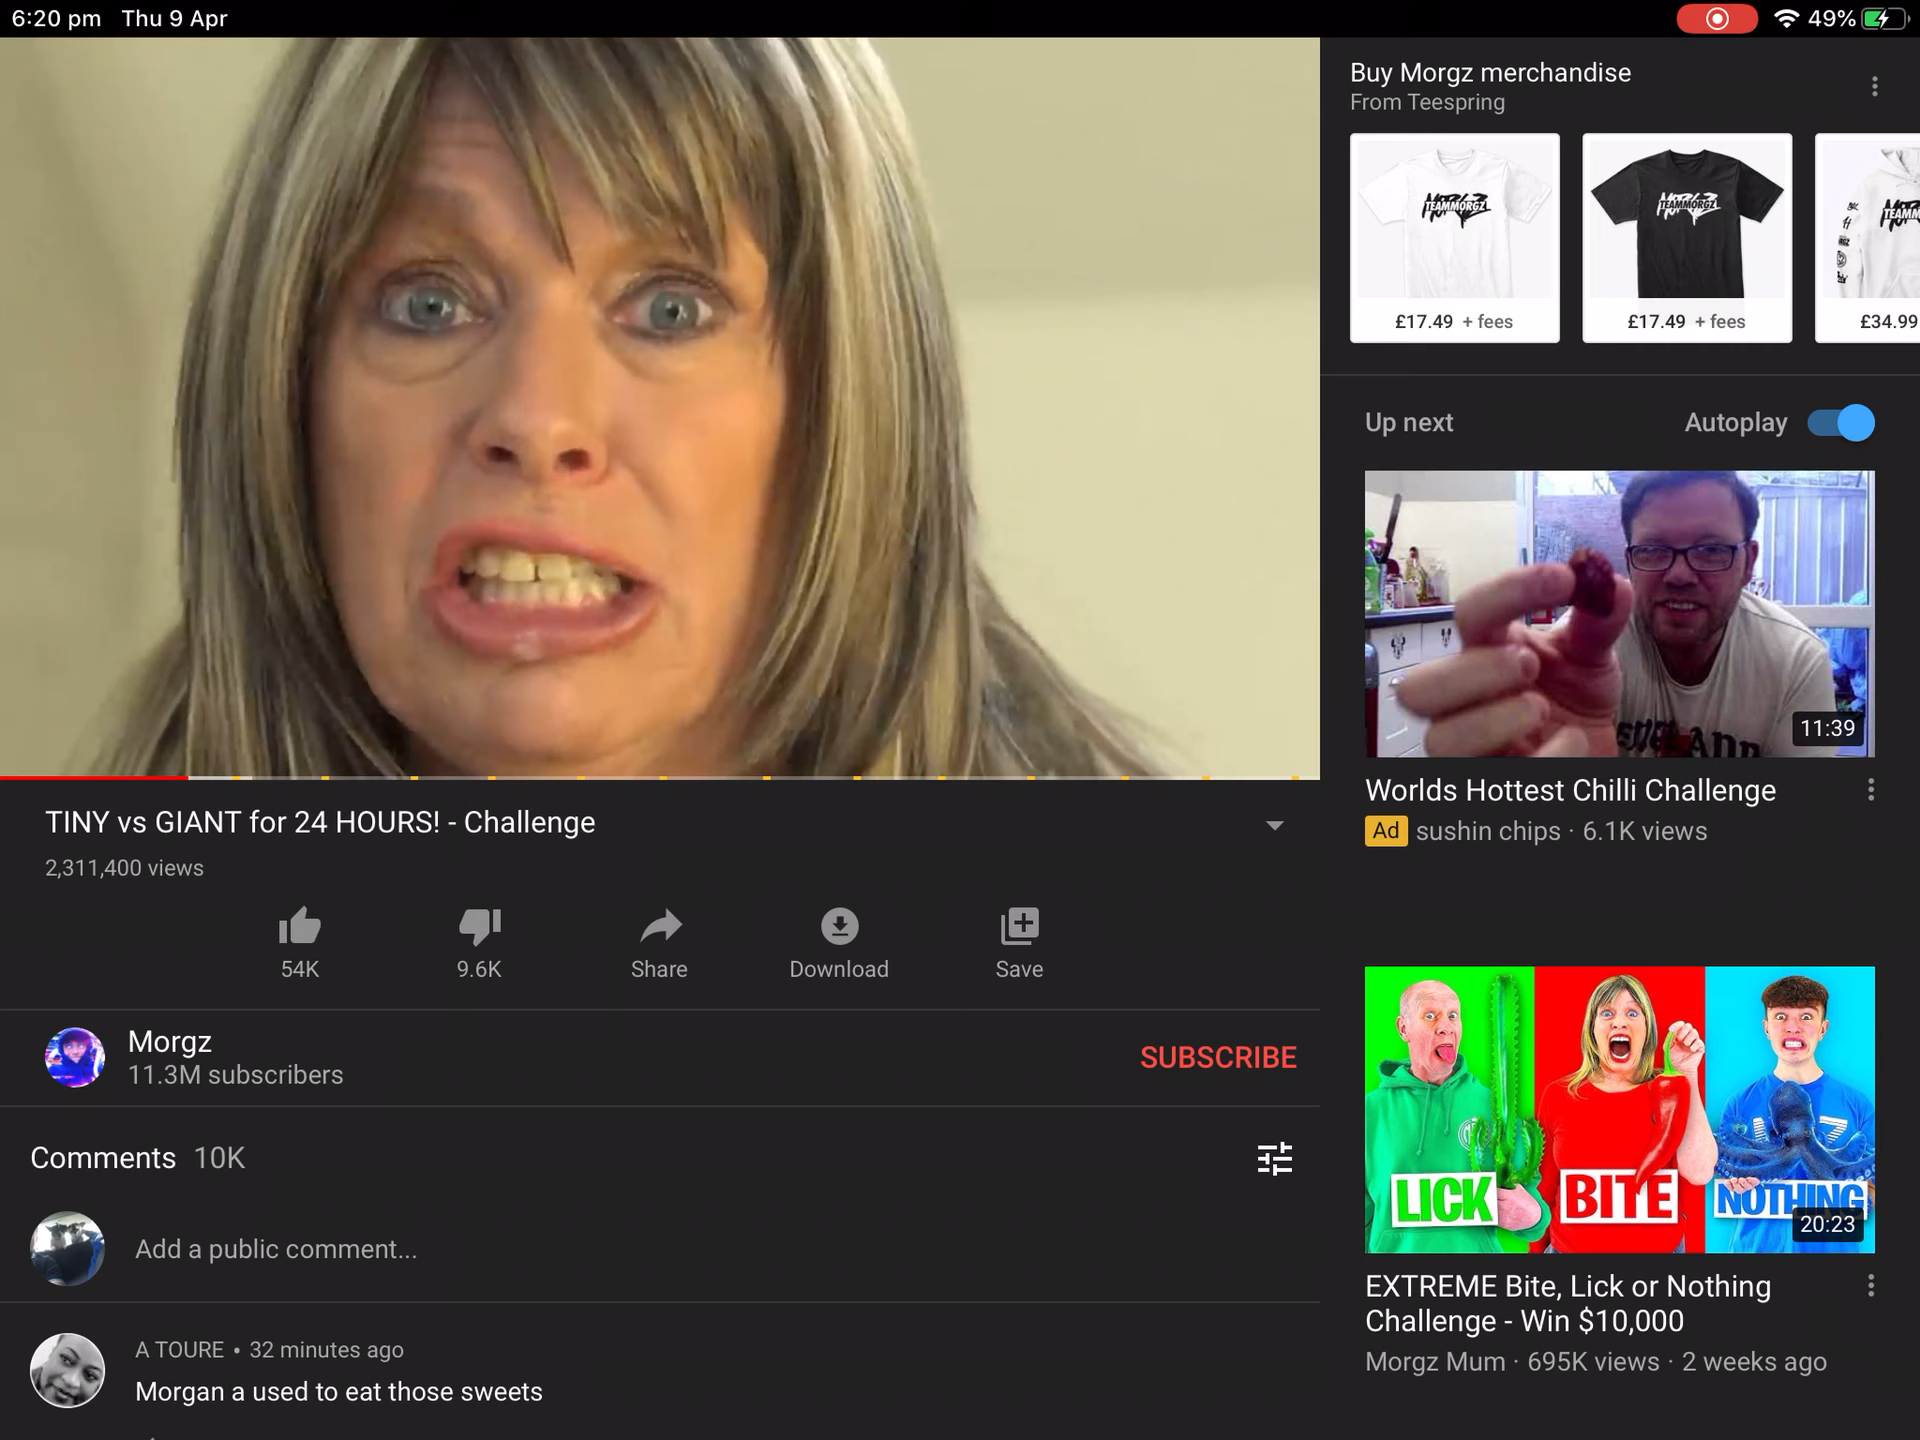 6:20 pm Thu 9 Apr
49%
TINY vs GIANT for 24 HOURS! - Challenge
2,311,400 views
54K
9.6K
Share
Download
Save
Morgz
11.3M subscribers
SUBSCRIBE
Comments 10K
Add a public comment...
A TOURE • 32 minutes ago
Morgan a used to eat those sweets
Buy Morgz merchandise
From Teespring
TEAMMORGZ
TEAMMORGZ
£17.49 + fees
£17.49 + fees
£34.99
Up next
Autoplay
11:39
Worlds Hottest Chilli Challenge
Ad sushin chips · 6.1K views
LICK
BITE
NOTHING
20:23
EXTREME Bite, Lick or Nothing
Challenge - Win $10,000
Morgz Mum · 695K views · 2 weeks ago